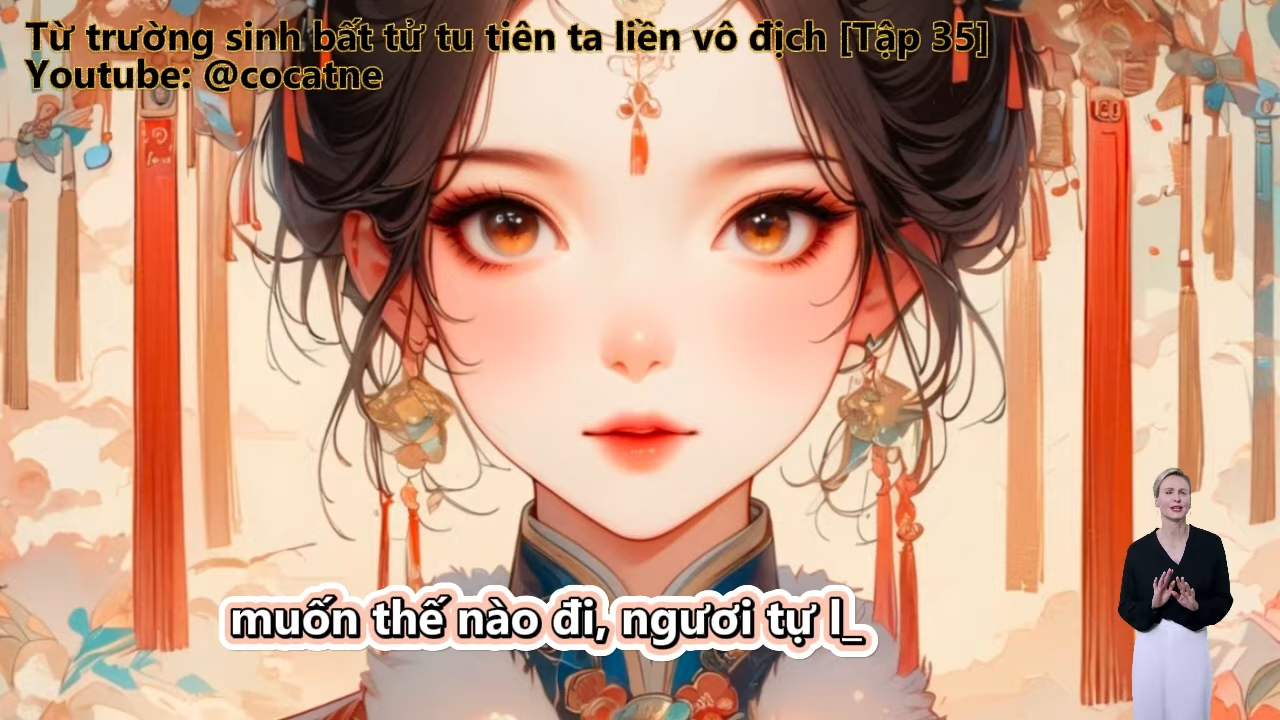 Từ trường sinh bất tử tu tiên ta liền vô địch [Tập 35]
Youtube: @cocatne
muốn thế nào đi, ngươi tự l_